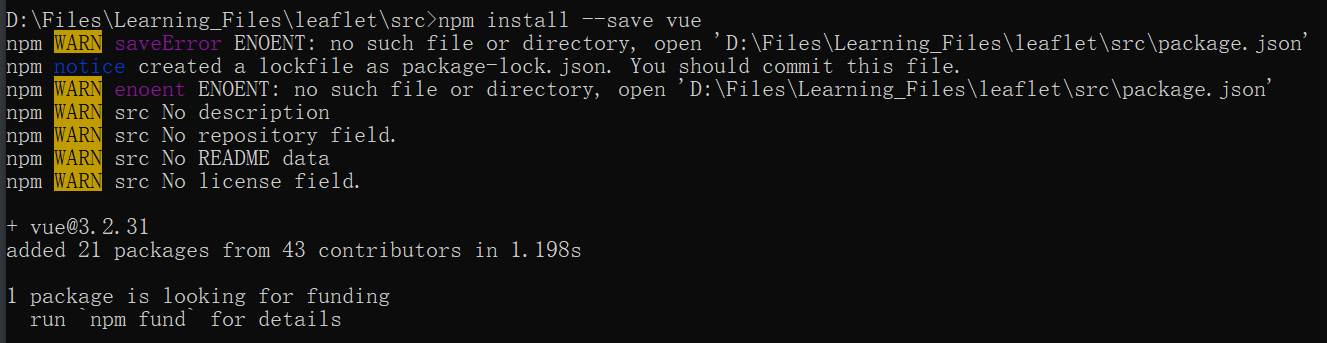 D:\Files\Learning_Files\leaflet\src>npm install --save vue
npm WARN saveError ENOENT: no such file or directory, open 'D:\Files\Learning_Files\leaflet\src\package.json'
npm notice created a lockfile as package-lock.json. You should commit this file.
npm WARN enoent ENOENT: no such file or directory, open 'D:\Files\Learning_Files\leaflet\src\package.json'
npm WARN src No description
npm WARN src No repository field.
npm WARN src No README data
npm WARN src No license field.
+ vue@3.2.31
added 21 packages from 43 contributors in 1.198s
1 package is looking for funding
run `npm fund` for details